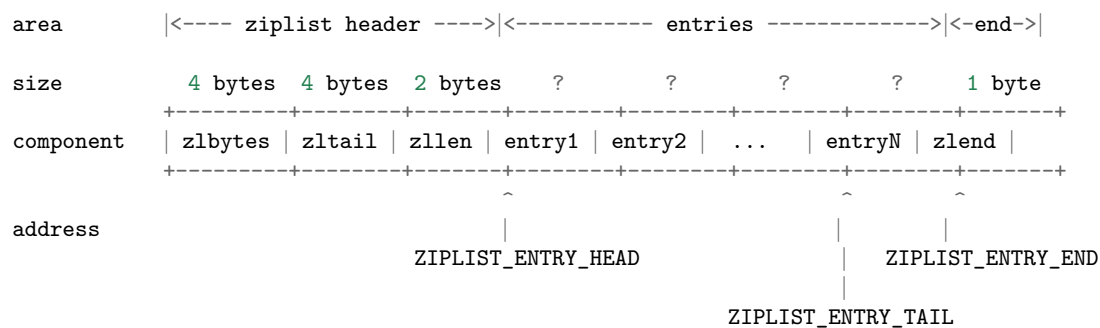 area |<---- ziplist header ---->|<----------- entries ------------->|<-end->|
size 4 bytes 4 bytes 2 bytes ? ? ? ? 1 byte
+---------+--------+-------+--------+--------+--------+--------+-------+
component | zlbytes | zltail | zllen | entry1 | entry2 | ... | entryN | zlend |
+---------+--------+-------+--------+--------+--------+--------+-------+
^ ^ ^
address | | |
ZIPLIST_ENTRY_HEAD | ZIPLIST_ENTRY_END
|
ZIPLIST_ENTRY_TAIL